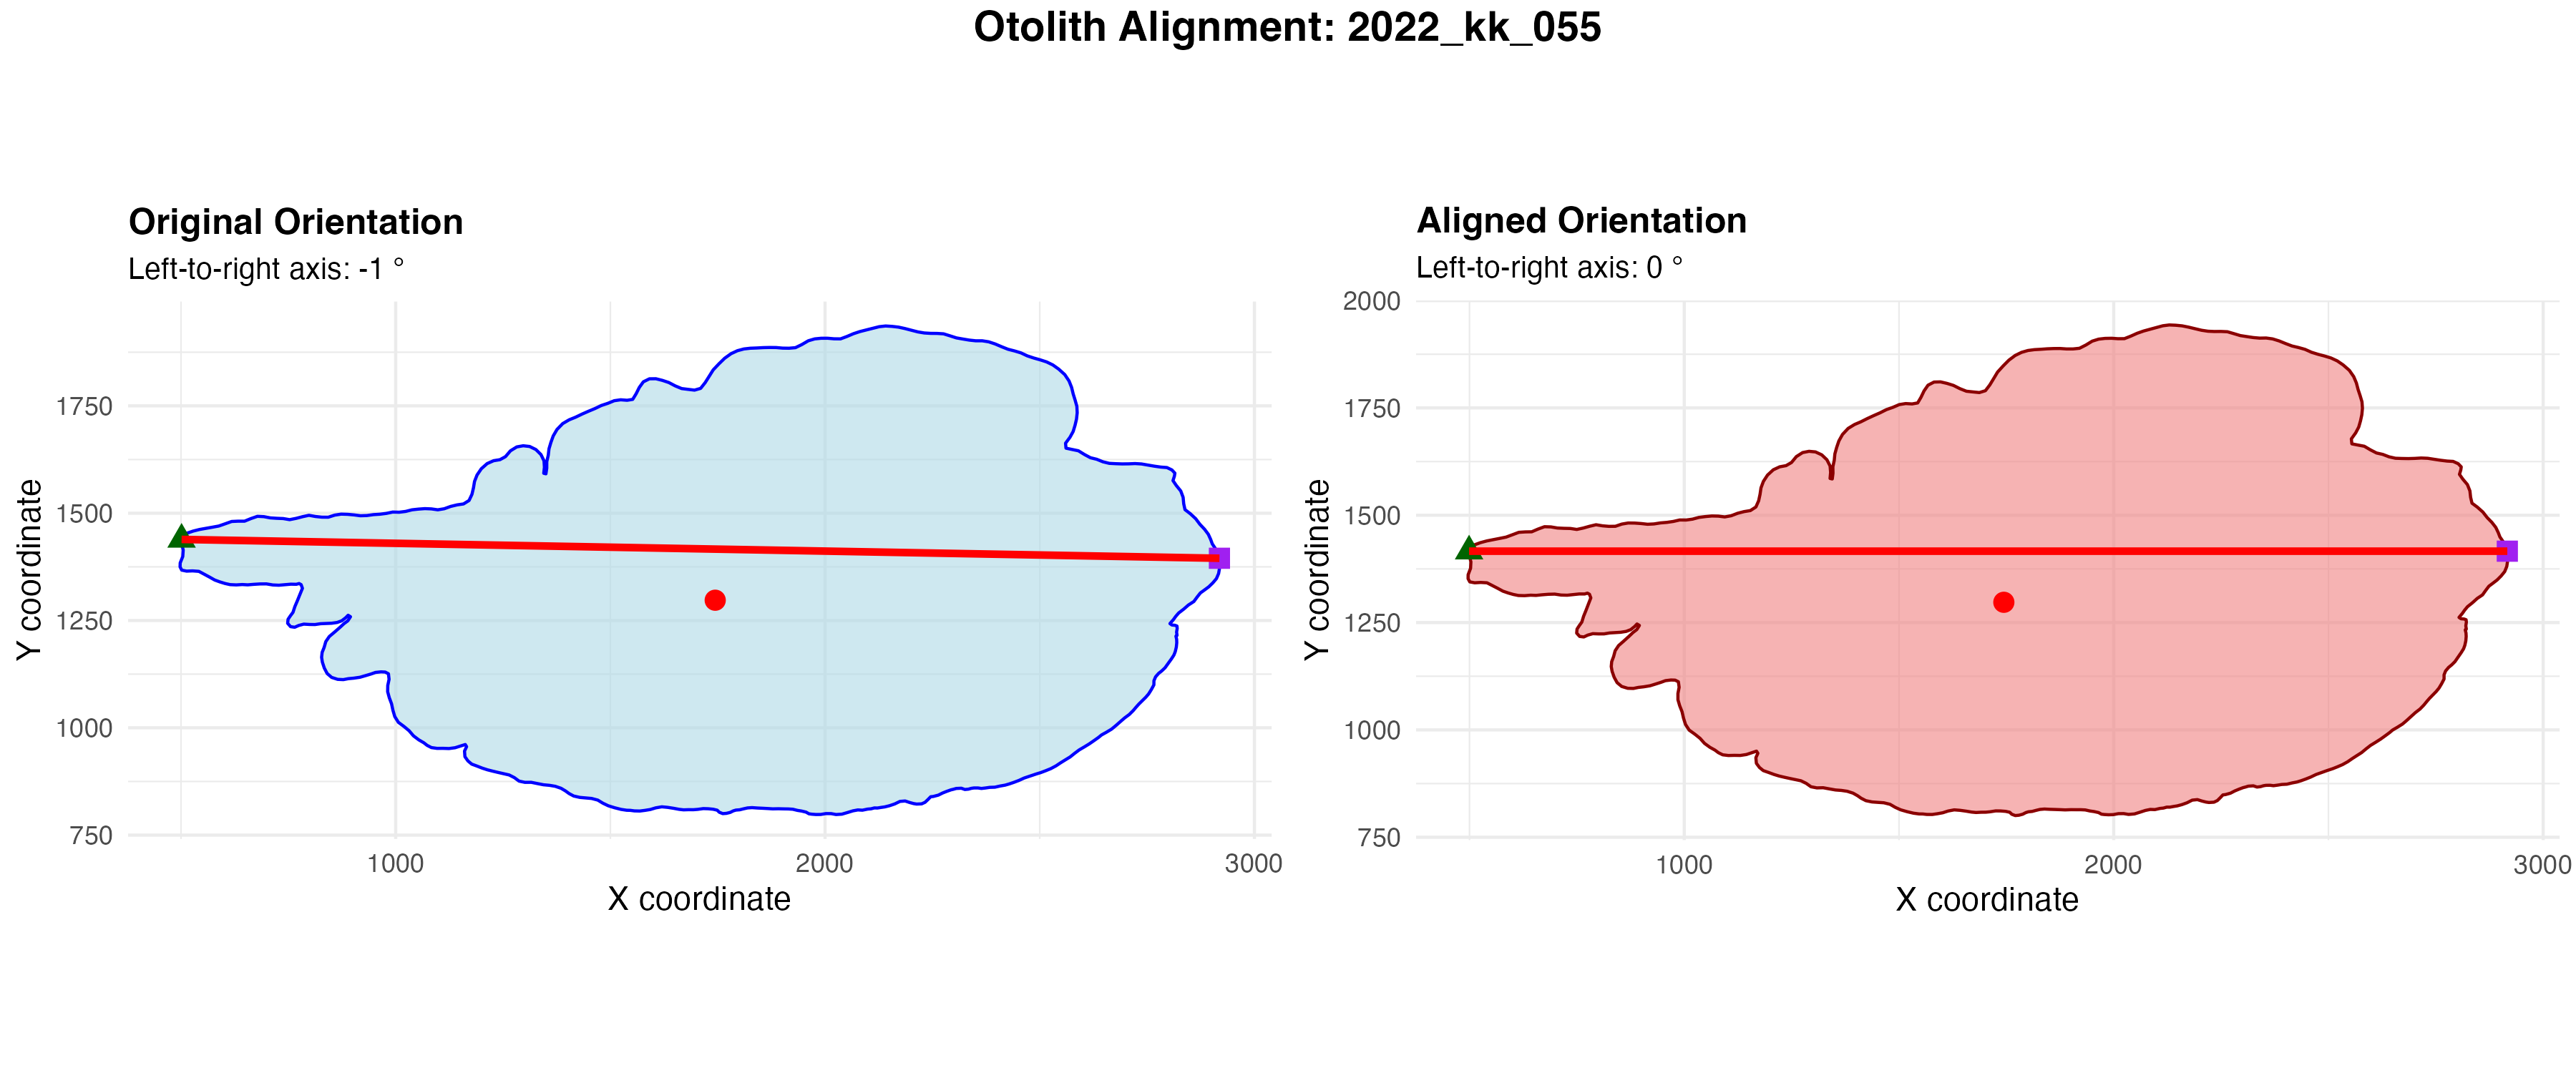 Otolith Alignment: 2022_kk_055
Original Orientation
Left-to-right axis: -1 °
Y coordinate
1750
1500
1250
1000
750
1000 2000 3000
X coordinate
Aligned Orientation
Left-to-right axis: 0 °
Y coordinate
2000
1750
1500
1250
1000
750
1000 2000 3000
X coordinate